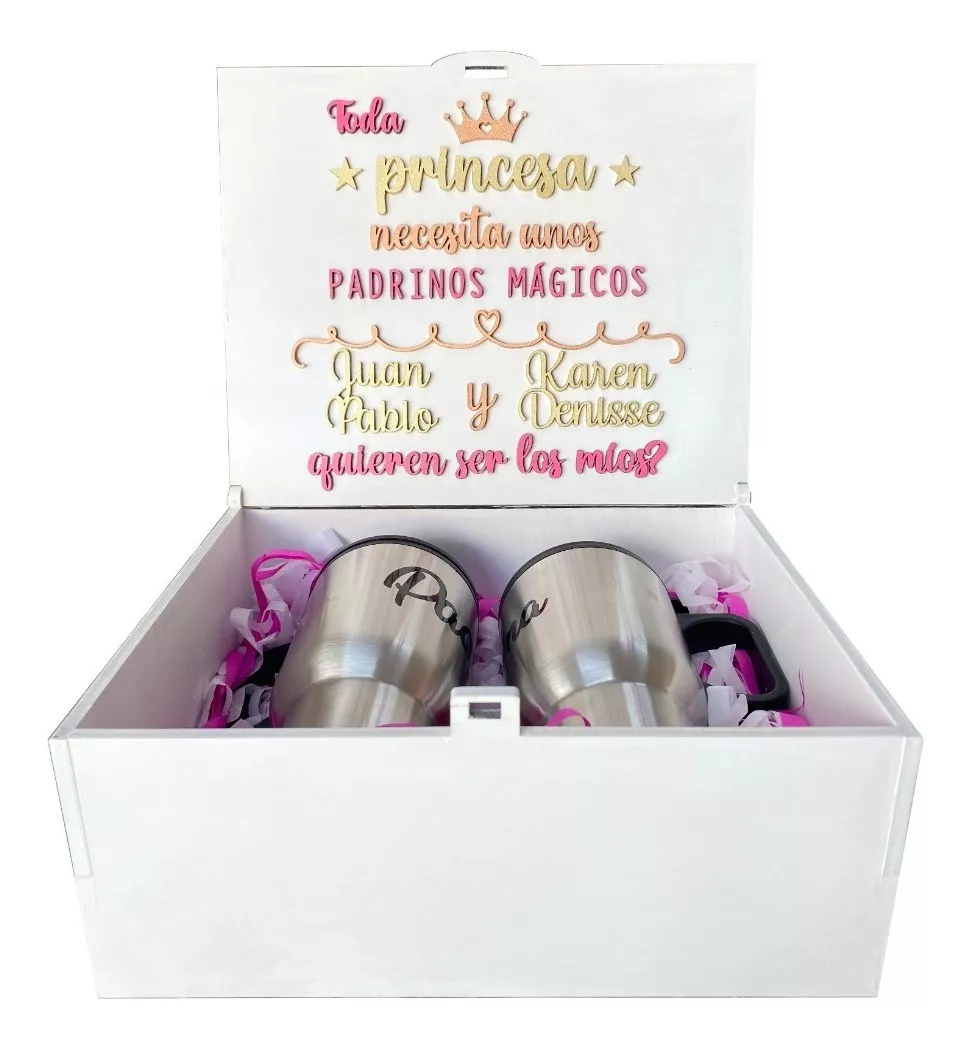 Toda
princesa
necesita unos
PADRINOS MÁGICOS
Juan Pablo y Karen Denisse
quieren ser los míos?